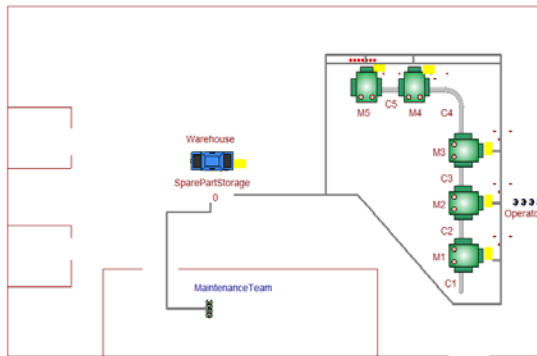 M5
C5
M4
C4
Warehouse
M3
SparePartStorage
C3
0
M2
Operato
C2
M1
C1
MaintenanceTeam